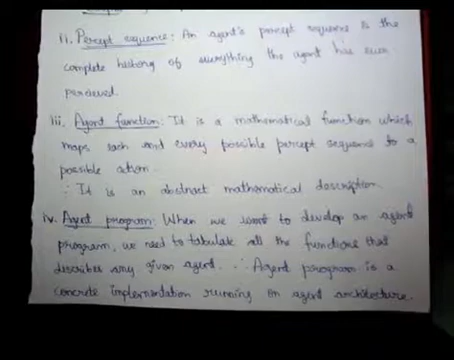 ii. Percept sequence: An agent's percept sequence is the
complete history of everything the agent has ever
percieved.
iii. Agent function: It is a mathematical function which
maps each and every possible percept sequence to a
possible action.
∴ It is an abstract mathematical description.
iv. Agent program: When we want to develop an agent
program, we need to tabulate all the functions that
describes any given agent. ∴ Agent program is a
concrete implementation running on agent architecture.